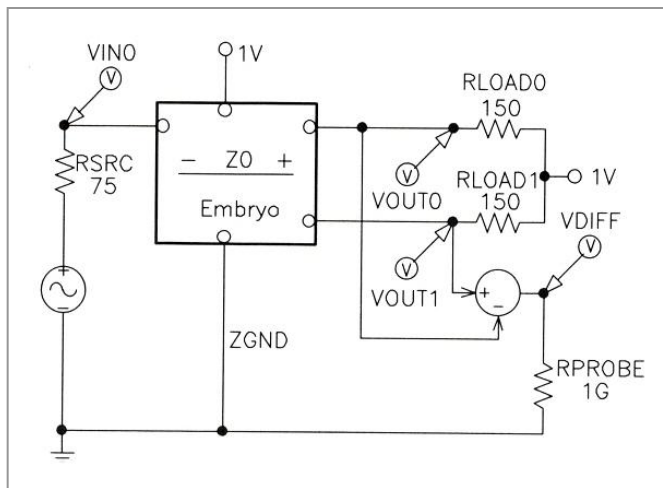 VIN0
1V
RLOAD0
150
RSRC
75
− Z0 +
Embryo
VOUT0
RLOAD1
150
1V
VDIFF
VOUT1
ZGND
RPROBE
1G
V
V
V
V
+
−
+
−